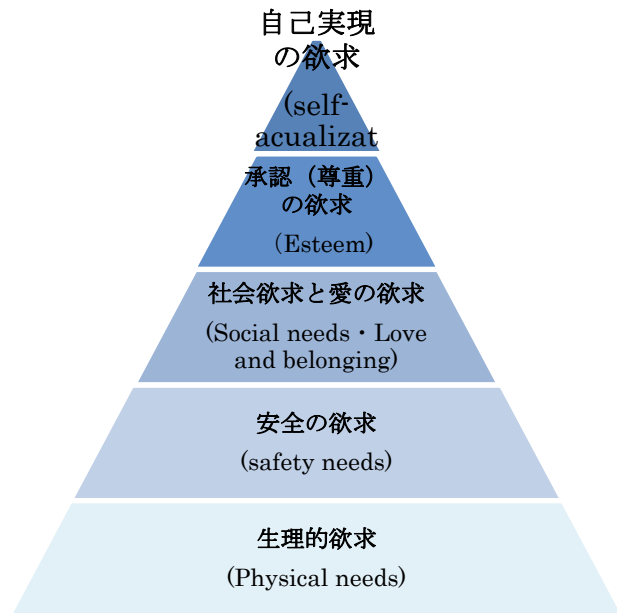 自己実現
の欲求
(self-
acualizat
承認（尊重）
の欲求
（Esteem)
社会欲求と愛の欲求
(Social needs・Love
and belonging)
安全の欲求
(safety needs)
生理的欲求
(Physical needs)